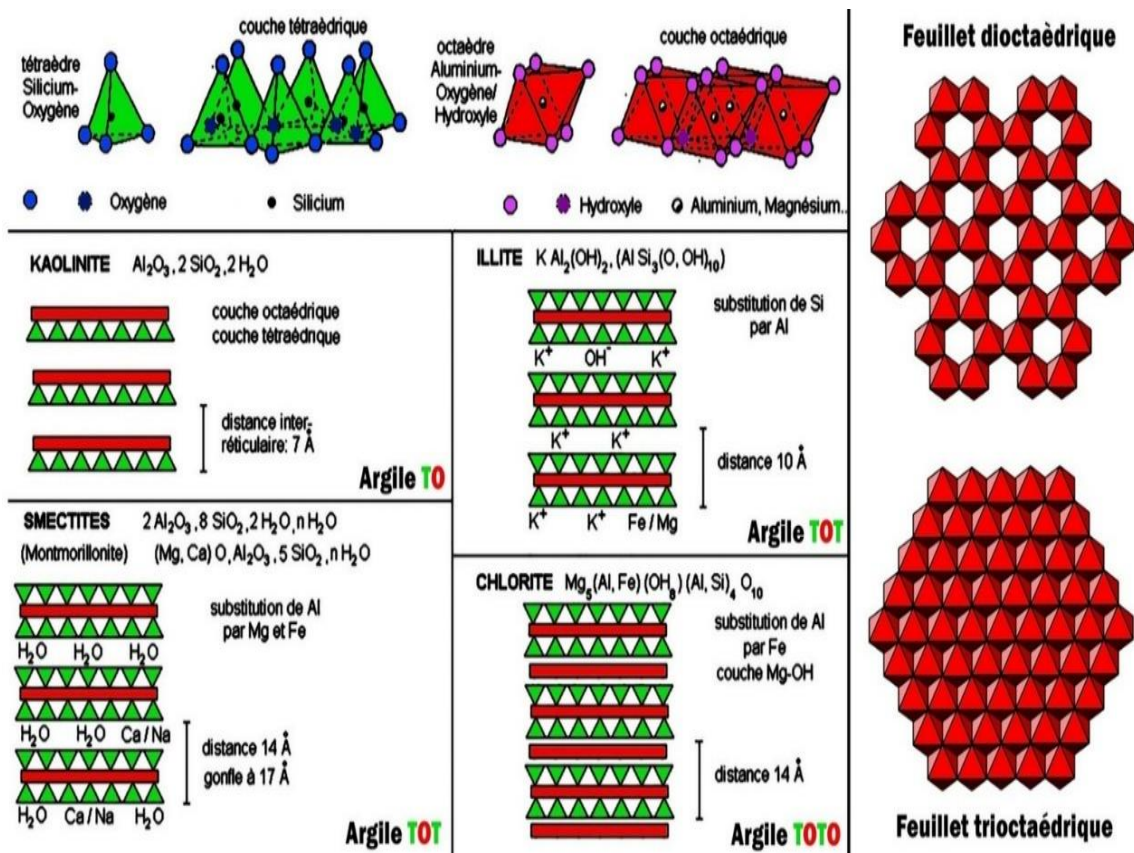 couche tétraèdrique
tétraèdre
Silicium-
Oxygène
Oxygène
Silicium
octaèdre
Aluminium-
Oxygène/
Hydroxyle
couche octaédrique
Hydroxyle
Aluminium, Magnésium..
Feuillet dioctaèdrique
KAOLINITE Al₂O₃, 2 SiO₂, 2 H₂O
couche octaédrique
couche tétraédrique
distance inter-
réticulaire: 7 Å
Argile TO
ILLITE K Al₂(OH)₂, (Al Si₃(O, OH)₁₀)
substitution de Si
par Al
K⁺ OH⁻ K⁺
K⁺ K⁺
distance 10 Å
K⁺ K⁺ Fe / Mg
Argile TOT
SMECTITES 2 Al₂O₃, 8 SiO₂, 2 H₂O, n H₂O
(Montmorillonite) (Mg, Ca) O, Al₂O₃, 5 SiO₂, n H₂O
substitution de Al
par Mg et Fe
H₂O H₂O H₂O
H₂O H₂O Ca / Na
distance 14 Å
gonfle à 17 Å
H₂O Ca / Na H₂O
Argile TOT
CHLORITE Mg₅(Al, Fe) (OH₈) (Al, Si)₄ O₁₀
substitution de Al
par Fe
couche Mg-OH
distance 14 Å
Argile TOTO
Feuillet trioctaédrique